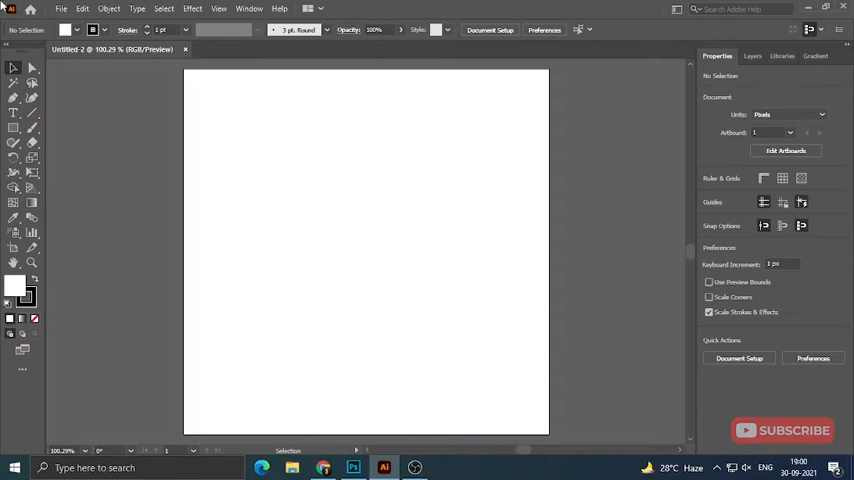 Ai File Edit Object Type Select Effect View Window Help Search Adobe Help
No Selection Stroke: 1 pt 3 pt. Round Opacity: 100% Style: Document Setup Preferences
Untitled-2 @ 100.29 % (RGB/Preview) ×
Properties Layers Libraries Gradient
No Selection
Document
Units: Pixels
Artboard: 1
Edit Artboards
Ruler & Grids
Guides
Snap Options
Preferences
Keyboard Increment: 1 px
Use Preview Bounds
Scale Corners
Scale Strokes & Effects
Quick Actions
Document Setup Preferences
SUBSCRIBE
100.29% 0° 1 Selection
Type here to search Ps Ai 28°C Haze ENG 19:00
30-09-2021 2